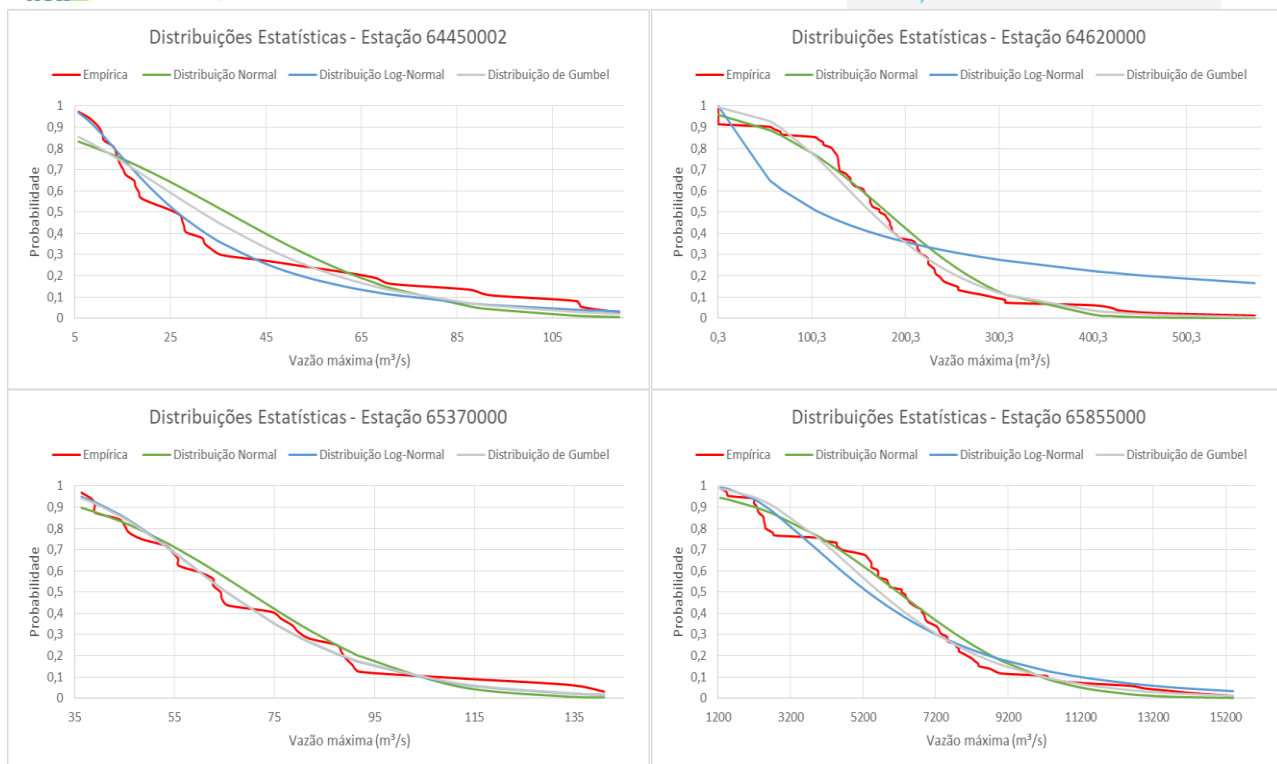 Distribuições Estatísticas - Estação 64450002
Empírica Distribuição Normal Distribuição Log-Normal Distribuição de Gumbel
Probabilidade
1
0,9
0,8
0,7
0,6
0,5
0,4
0,3
0,2
0,1
0
5 25 45 65 85 105
Vazão máxima (m³/s)
Distribuições Estatísticas - Estação 64620000
Empírica Distribuição Normal Distribuição Log-Normal Distribuição de Gumbel
Probabilidade
1
0,9
0,8
0,7
0,6
0,5
0,4
0,3
0,2
0,1
0
0,3 100,3 200,3 300,3 400,3 500,3
Vazão máxima (m³/s)
Distribuições Estatísticas - Estação 65370000
Empírica Distribuição Normal Distribuição Log-Normal Distribuição de Gumbel
Probabilidade
1
0,9
0,8
0,7
0,6
0,5
0,4
0,3
0,2
0,1
0
35 55 75 95 115 135
Vazão máxima (m³/s)
Distribuições Estatísticas - Estação 65855000
Empírica Distribuição Normal Distribuição Log-Normal Distribuição de Gumbel
Probabilidade
1
0,9
0,8
0,7
0,6
0,5
0,4
0,3
0,2
0,1
0
1200 3200 5200 7200 9200 11200 13200 15200
Vazão máxima (m³/s)